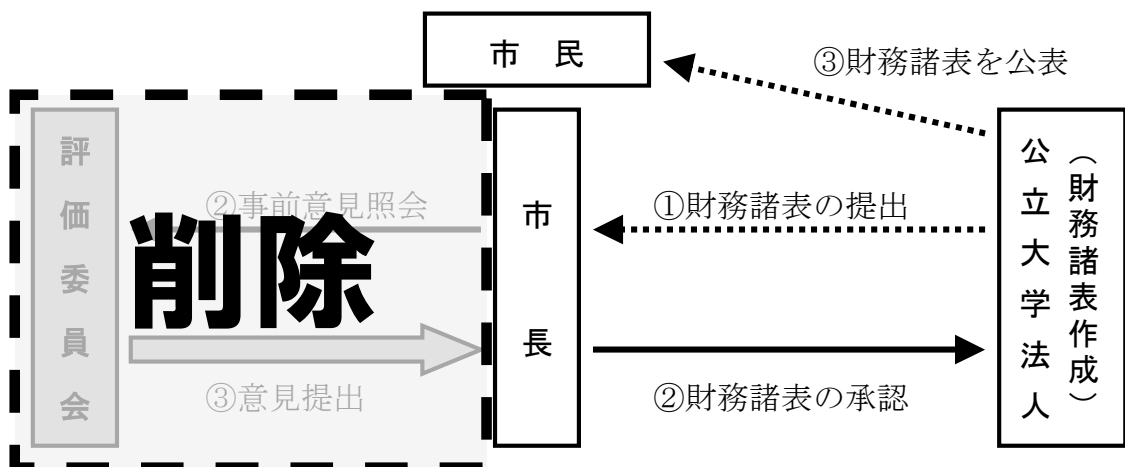 市 民
③財務諸表を公表
評価委員会
②事前意見照会
削除
③意見提出
市長
①財務諸表の提出
②財務諸表の承認
公立大学法人
（財務諸表作成）